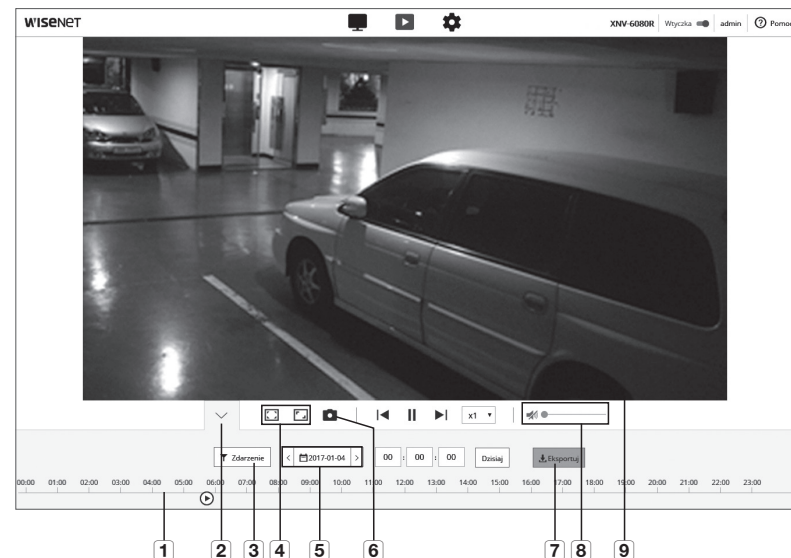 WISENET XNV-6080R Wtyczka admin ? Pomoc
x1
Zdarzenie < 2017-01-04 > 00 : 00 : 00 Dzisiaj Eksportuj
00:00 01:00 02:00 03:00 04:00 05:00 06:00 07:00 08:00 09:00 10:00 11:00 12:00 13:00 14:00 15:00 16:00 17:00 18:00 19:00 20:00 21:00 22:00 23:00
1 2 3 4 5 6 7 8 9